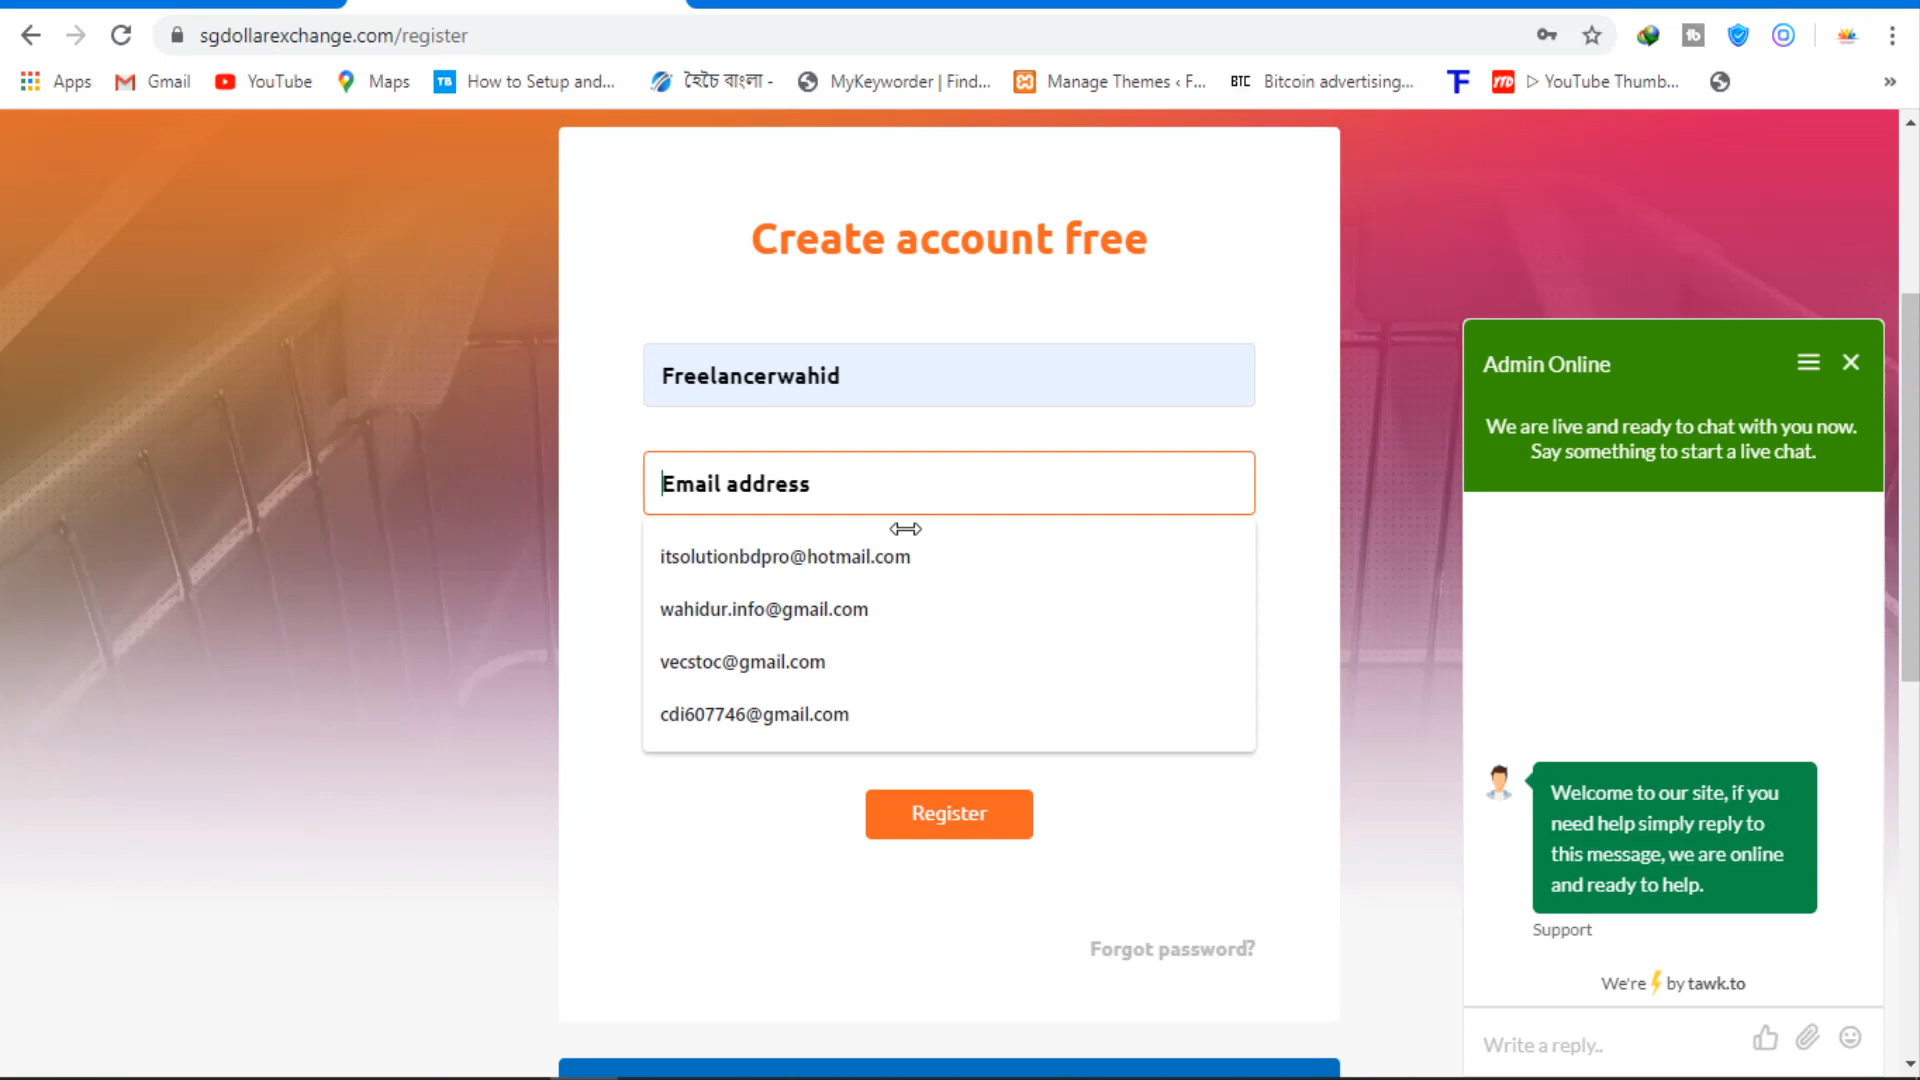 sgdollarexchange.com/register
Apps
Gmail
YouTube
Maps
TB
How to Setup and...
হৈচৈ বাংলা -
MyKeyworder | Find...
Manage Themes ‹ F...
BTC
Bitcoin advertising...
TF
YTD
▷ YouTube Thumb...
»
Create account free
Freelancerwahid
Email address
itsolutionbdpro@hotmail.com
wahidur.info@gmail.com
vecstoc@gmail.com
cdi607746@gmail.com
Register
Forgot password?
Admin Online
We are live and ready to chat with you now.
Say something to start a live chat.
Welcome to our site, if you
need help simply reply to
this message, we are online
and ready to help.
Support
We're ⚡ by tawk.to
Write a reply..